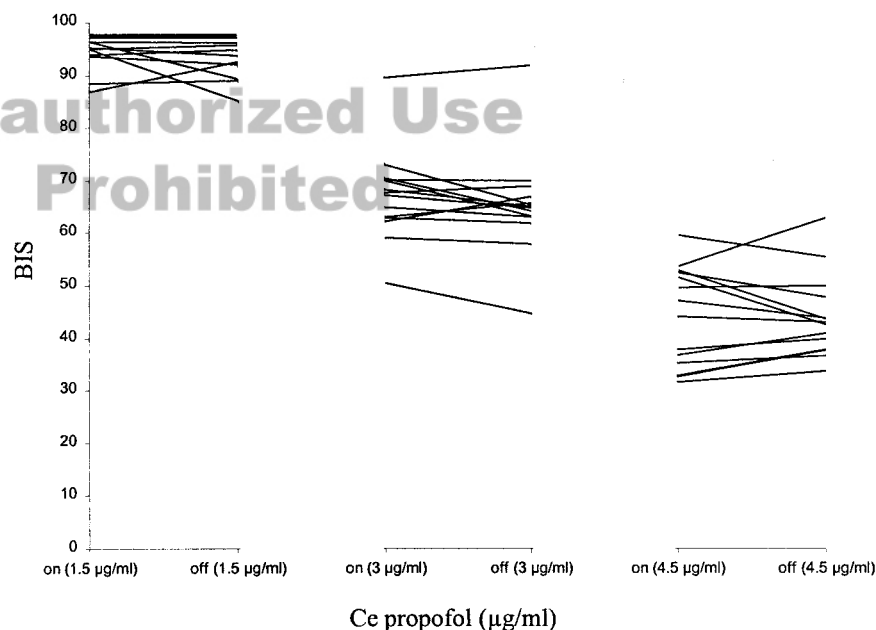 100
90
authorized Use
80
70
Prohibited
60
BIS
50
40
30
20
10
0
on (1.5 µg/ml) off (1.5 µg/ml) on (3 µg/ml) off (3 µg/ml) on (4.5 µg/ml) off (4.5 µg/ml)
Ce propofol (µg/ml)